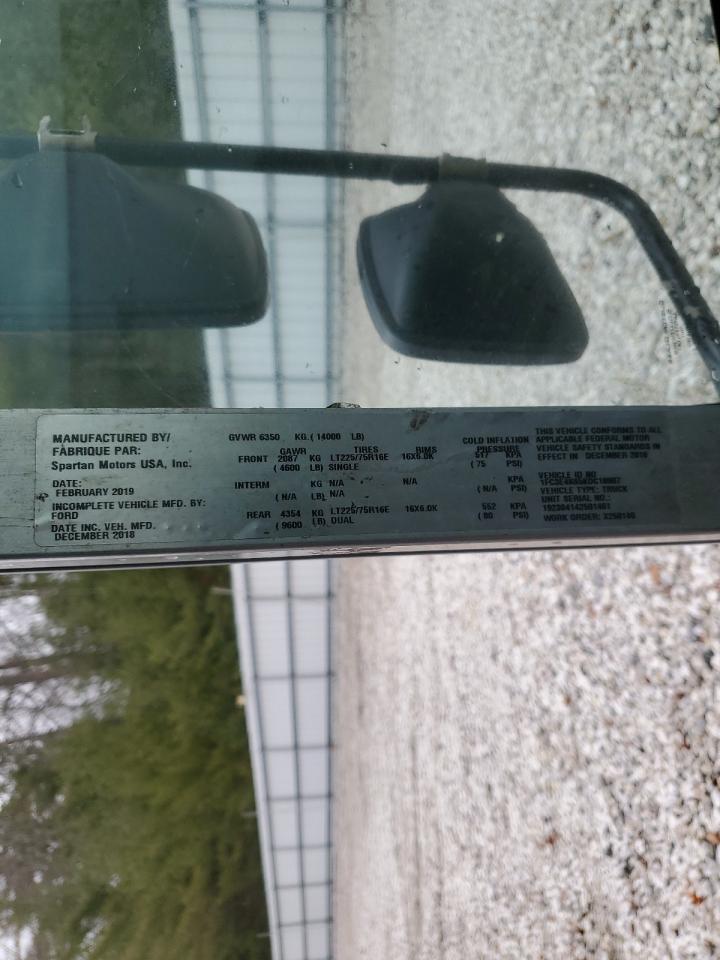 MANUFACTURED BY/
FABRIQUE PAR:
Spartan Motors USA, Inc.
DATE:
FEBRUARY 2019
INCOMPLETE VEHICLE MFD. BY:
FORD
DATE INC. VEH. MFD.
DECEMBER 2018
GVWR 6350 KG.( 14000 LB)
GAWR TIRES RIMS
FRONT 2087 KG LT225/75R16E 16X6.0K
( 4600 LB) SINGLE
INTERM KG N/A N/A
( N/A LB) N/A
REAR 4354 KG LT225/75R16E 16X6.0K
( 9600 LB) DUAL
COLD INFLATION
PRESSURE
517 KPA
( 75 PSI)
KPA
( N/A PSI)
552 KPA
( 80 PSI)
THIS VEHICLE CONFORMS TO ALL
APPLICABLE FEDERAL MOTOR
VEHICLE SAFETY STANDARDS IN
EFFECT IN DECEMBER 2018
VEHICLE ID NO
VEHICLE TYPE: TRUCK
UNIT SERIAL NO.:
192304142501401
WORK ORDER: